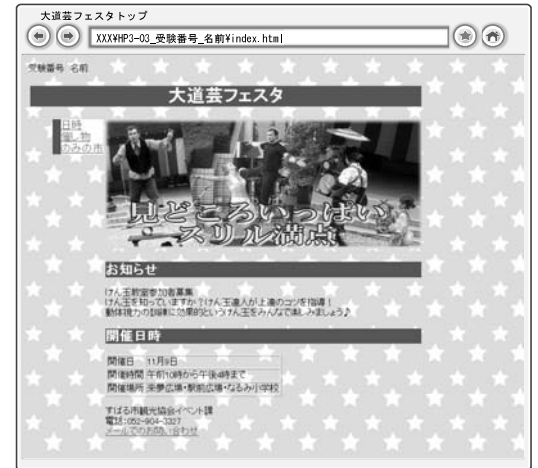 大道芸フェスタトップ
XXX¥HP3-03_受験番号_名前¥index.html
受験番号 名前
大道芸フェスタ
日時
催し物
のみの市
見どころいっぱい
スリル満点
お知らせ
けん玉教室参加者募集
けん玉を知っていますか?けん玉達人が上達のコツを指導!
動体視力の訓練に効果的というけん玉をみんなで楽しみましょう♪
開催日時
開催日 11月9日
開催時間 午前10時から午後4時まで
開催場所 来夢広場・駅前広場・なるみ小学校
すばる市観光協会イベント課
電話:052-904-3327
メールでのお問い合わせ